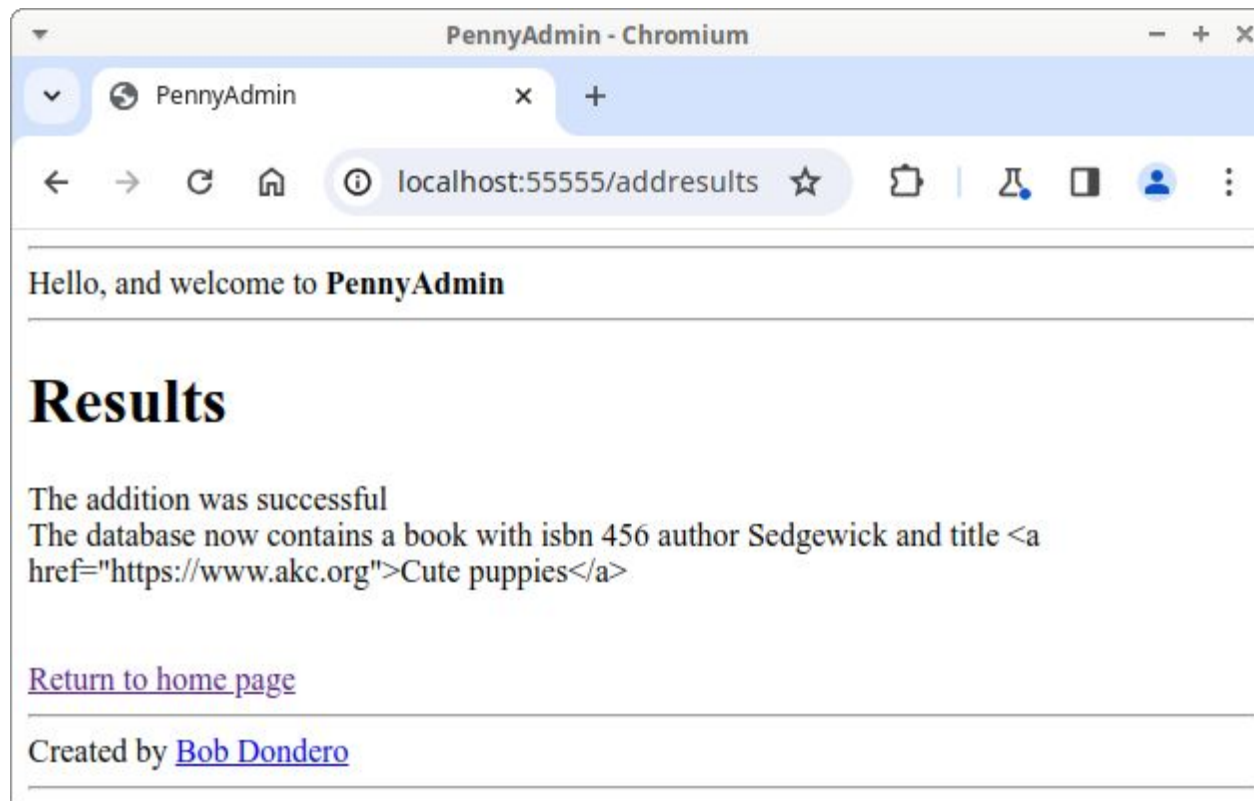 PennyAdmin - Chromium
PennyAdmin
localhost:55555/addresults
Hello, and welcome to PennyAdmin
Results
The addition was successful
The database now contains a book with isbn 456 author Sedgewick and title <a
href="https://www.akc.org">Cute puppies</a>
Return to home page
Created by Bob Dondero